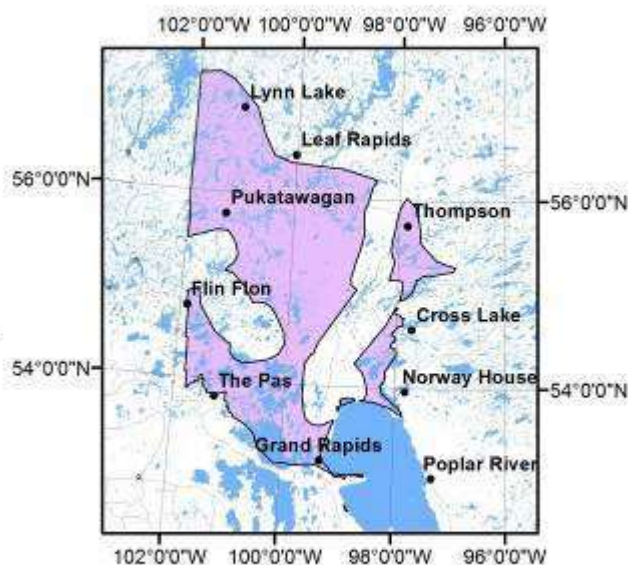 102°0'0"W 100°0'0"W 98°0'0"W 96°0'0"W
Lynn Lake
Leaf Rapids
56°0'0"N
Pukatawagan
56°0'0"N
Thompson
Flin Flon
Cross Lake
54°0'0"N
The Pas
Norway House
54°0'0"N
Grand Rapids
Poplar River
102°0'0"W 100°0'0"W 98°0'0"W 96°0'0"W